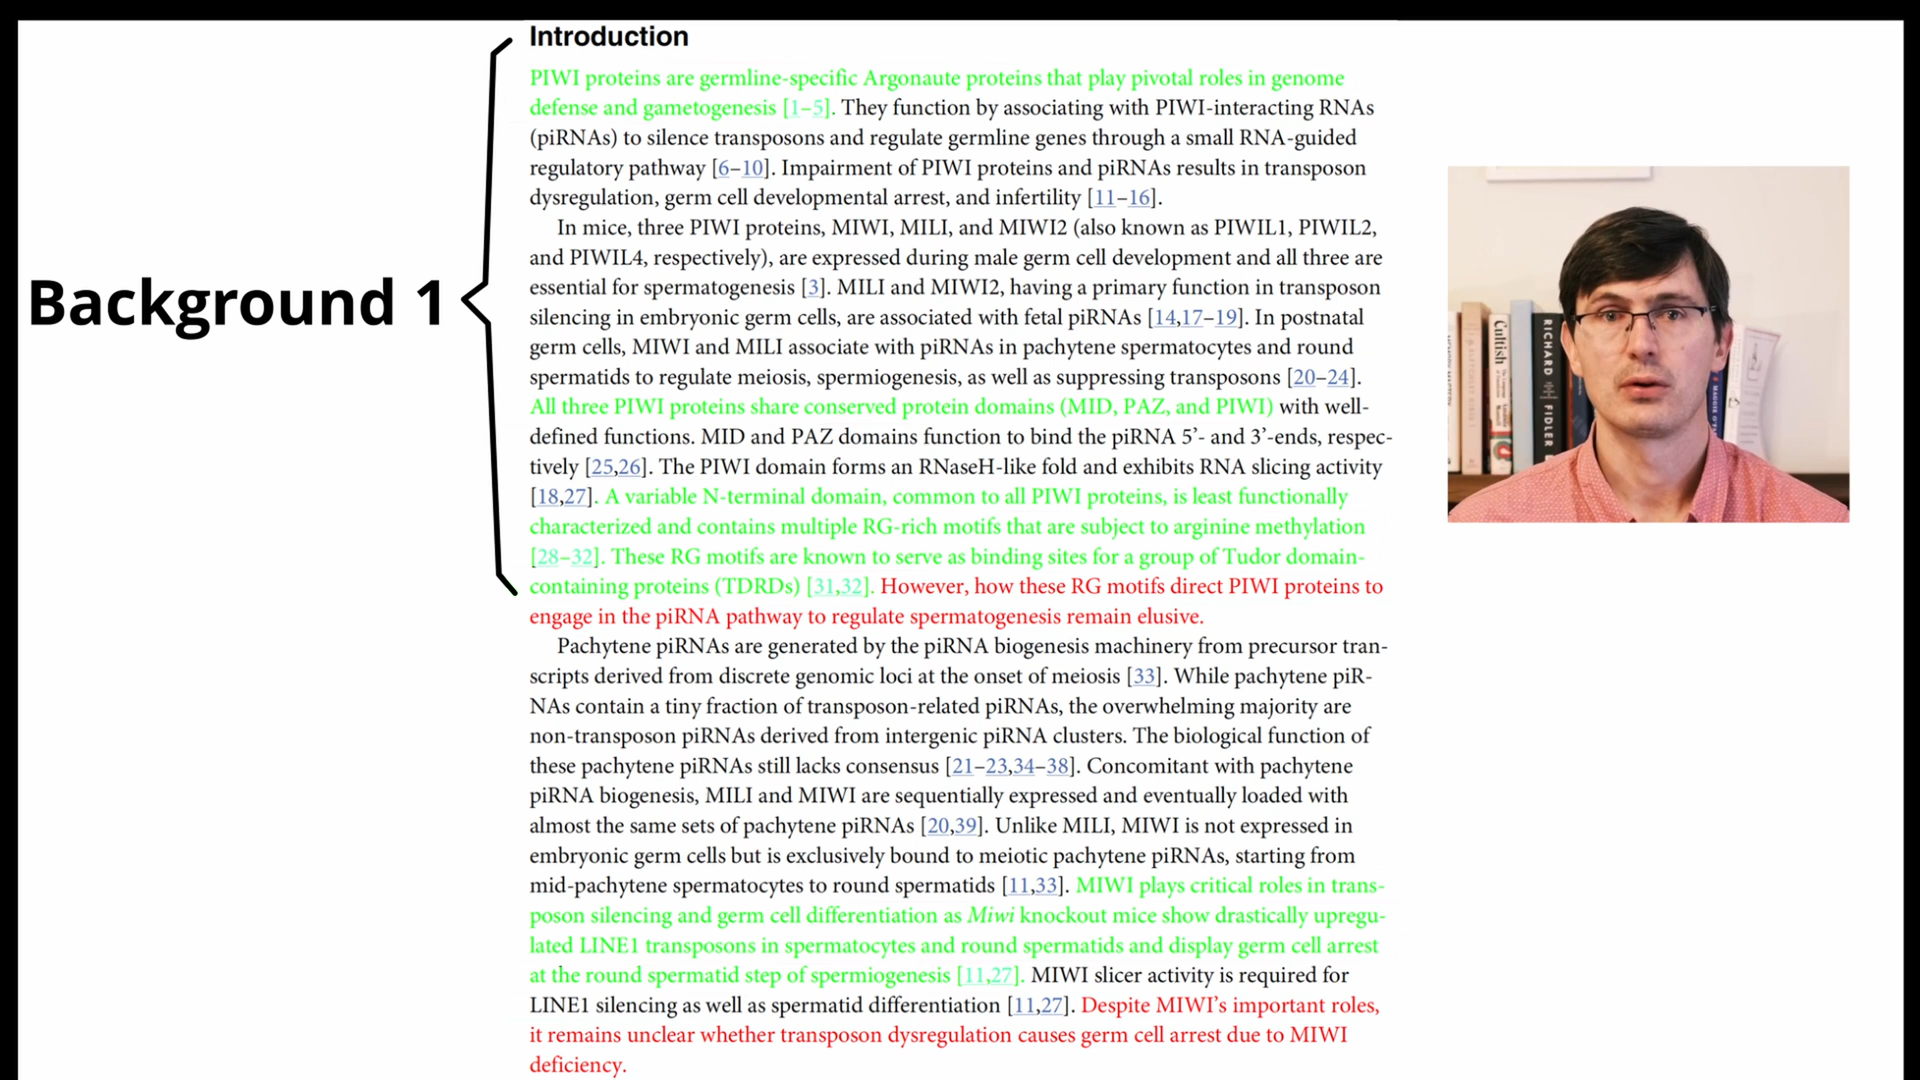 Introduction
PIWI proteins are germline-specific Argonaute proteins that play pivotal roles in genome
defense and gametogenesis [1–5]. They function by associating with PIWI-interacting RNAs
(piRNAs) to silence transposons and regulate germline genes through a small RNA-guided
regulatory pathway [6–10]. Impairment of PIWI proteins and piRNAs results in transposon
dysregulation, germ cell developmental arrest, and infertility [11–16].
In mice, three PIWI proteins, MIWI, MILI, and MIWI2 (also known as PIWIL1, PIWIL2,
and PIWIL4, respectively), are expressed during male germ cell development and all three are
essential for spermatogenesis [3]. MILI and MIWI2, having a primary function in transposon
silencing in embryonic germ cells, are associated with fetal piRNAs [14,17–19]. In postnatal
germ cells, MIWI and MILI associate with piRNAs in pachytene spermatocytes and round
spermatids to regulate meiosis, spermiogenesis, as well as suppressing transposons [20–24].
All three PIWI proteins share conserved protein domains (MID, PAZ, and PIWI) with well-
defined functions. MID and PAZ domains function to bind the piRNA 5’- and 3’-ends, respec-
tively [25,26]. The PIWI domain forms an RNaseH-like fold and exhibits RNA slicing activity
[18,27]. A variable N-terminal domain, common to all PIWI proteins, is least functionally
characterized and contains multiple RG-rich motifs that are subject to arginine methylation
[28–32]. These RG motifs are known to serve as binding sites for a group of Tudor domain-
containing proteins (TDRDs) [31,32]. However, how these RG motifs direct PIWI proteins to
engage in the piRNA pathway to regulate spermatogenesis remain elusive.
Pachytene piRNAs are generated by the piRNA biogenesis machinery from precursor tran-
scripts derived from discrete genomic loci at the onset of meiosis [33]. While pachytene piR-
NAs contain a tiny fraction of transposon-related piRNAs, the overwhelming majority are
non-transposon piRNAs derived from intergenic piRNA clusters. The biological function of
these pachytene piRNAs still lacks consensus [21–23,34–38]. Concomitant with pachytene
piRNA biogenesis, MILI and MIWI are sequentially expressed and eventually loaded with
almost the same sets of pachytene piRNAs [20,39]. Unlike MILI, MIWI is not expressed in
embryonic germ cells but is exclusively bound to meiotic pachytene piRNAs, starting from
mid-pachytene spermatocytes to round spermatids [11,33]. MIWI plays critical roles in trans-
poson silencing and germ cell differentiation as Miwi knockout mice show drastically upregu-
lated LINE1 transposons in spermatocytes and round spermatids and display germ cell arrest
at the round spermatid step of spermiogenesis [11,27]. MIWI slicer activity is required for
LINE1 silencing as well as spermatid differentiation [11,27]. Despite MIWI’s important roles,
it remains unclear whether transposon dysregulation causes germ cell arrest due to MIWI
deficiency.
Background 1
Cultish
RICHARD FIDLER